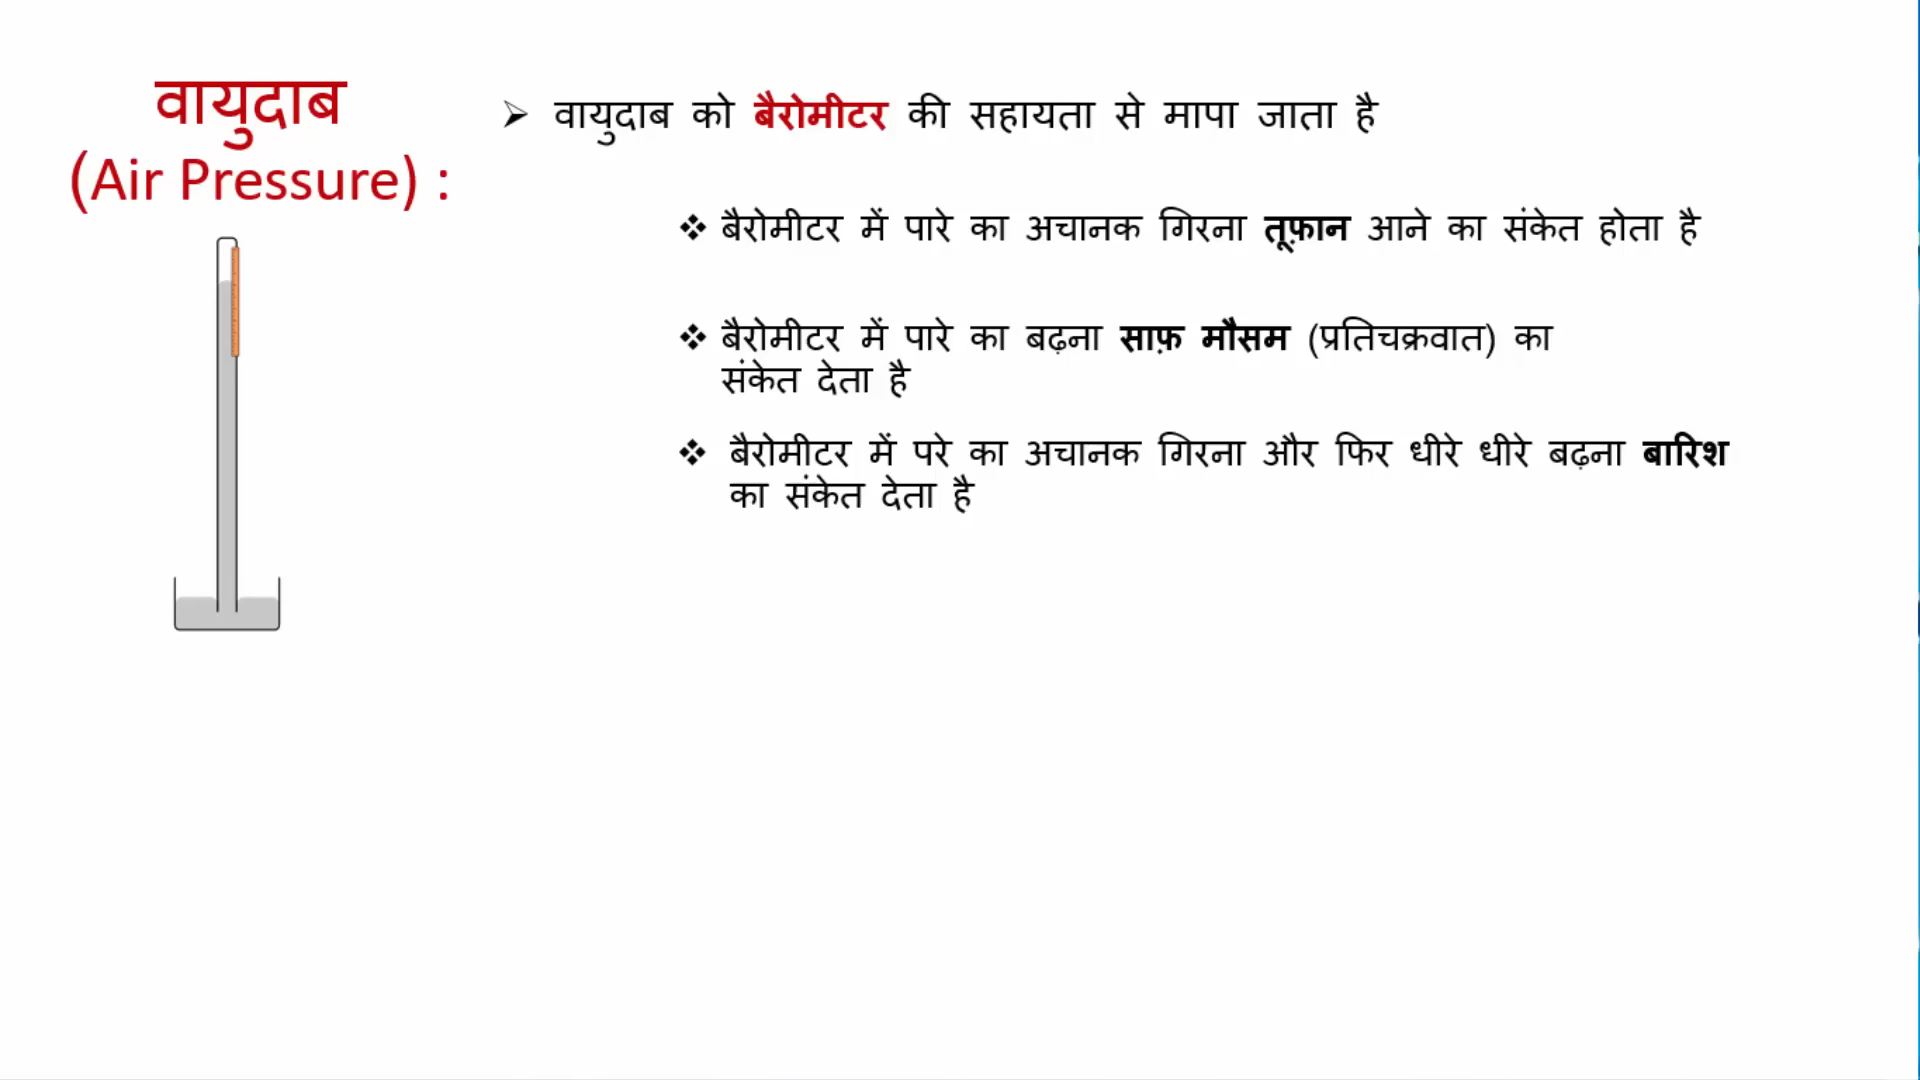 वायुदाब
(Air Pressure) :
➢ वायुदाब को बैरोमीटर की सहायता से मापा जाता है
❖ बैरोमीटर में पारे का अचानक गिरना तूफ़ान आने का संकेत होता है
❖ बैरोमीटर में पारे का बढ़ना साफ़ मौसम (प्रतिचक्रवात) का
संकेत देता है
❖ बैरोमीटर में परे का अचानक गिरना और फिर धीरे धीरे बढ़ना बारिश
का संकेत देता है